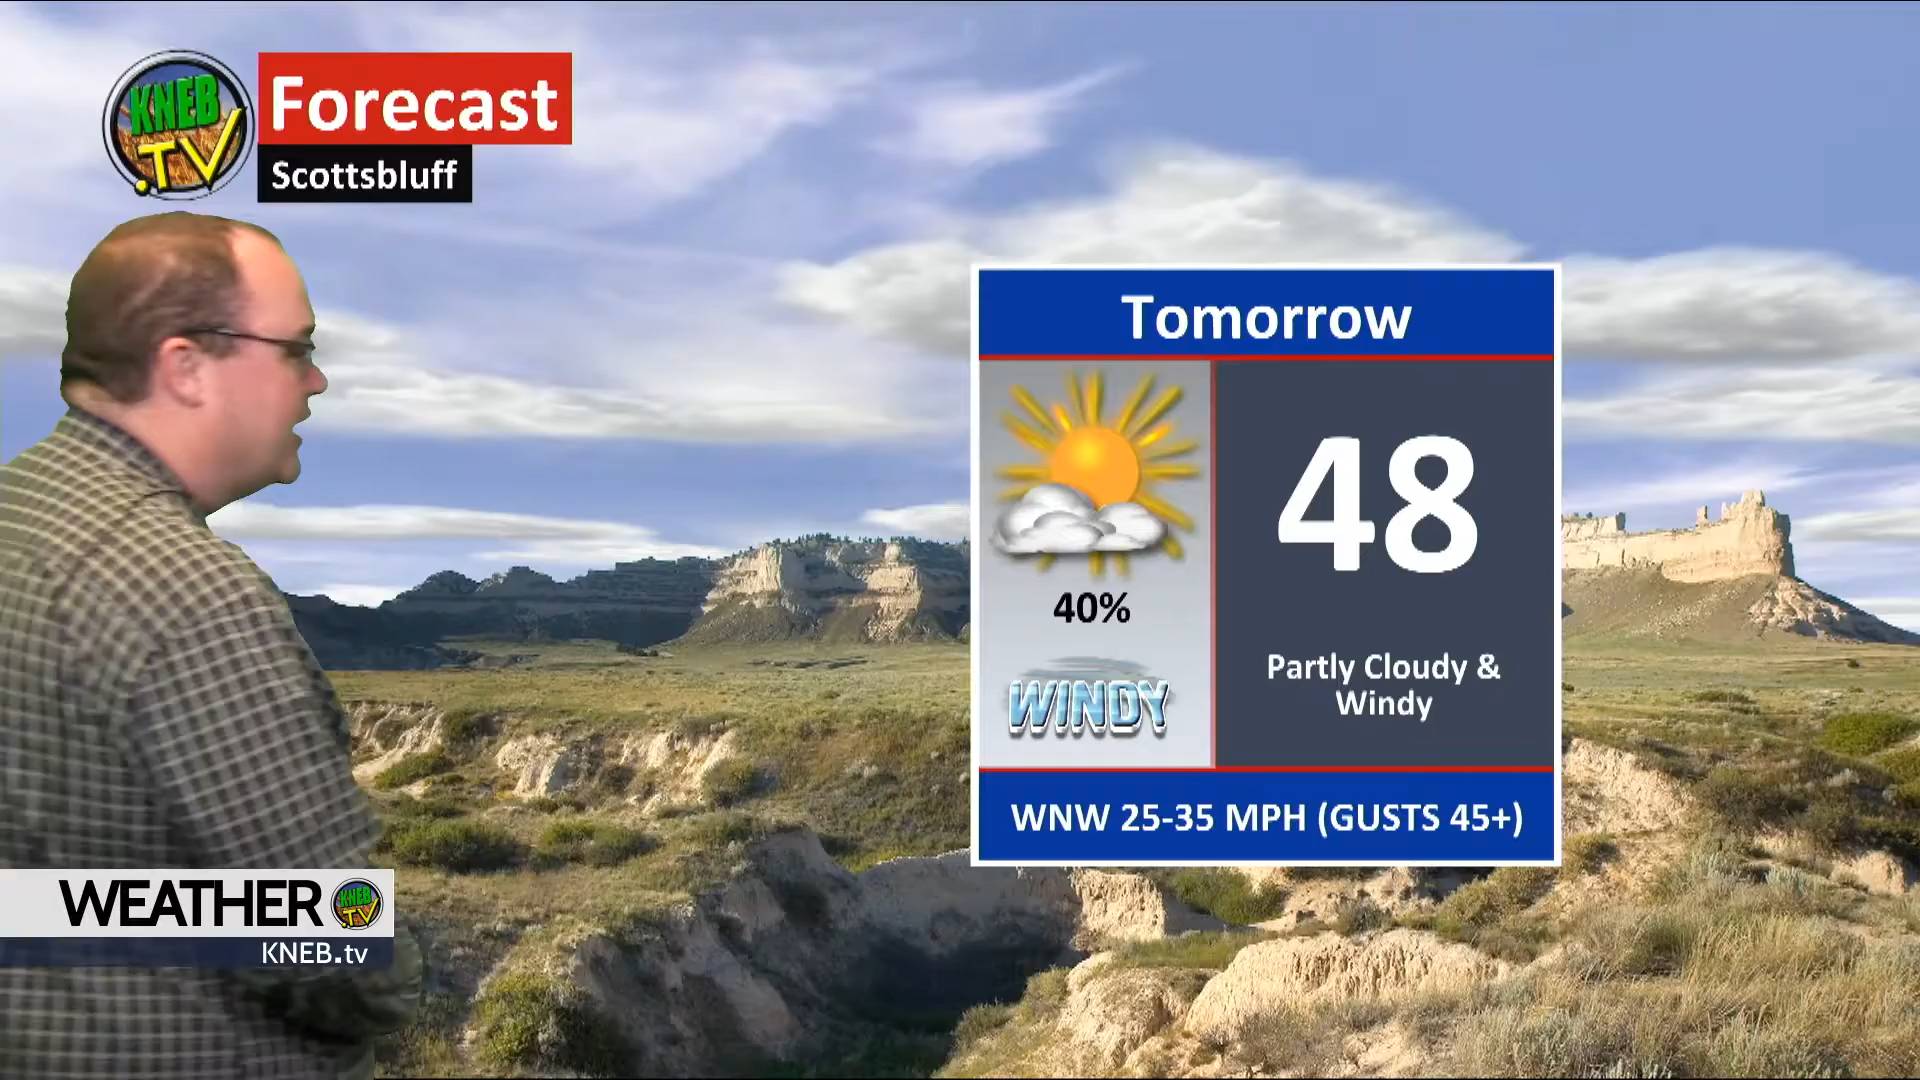 KNEB
.TV
Forecast
Scottsbluff
Tomorrow
40%
WINDY
48
Partly Cloudy &
Windy
WNW 25-35 MPH (GUSTS 45+)
WEATHER
KNEB
.TV
KNEB.tv